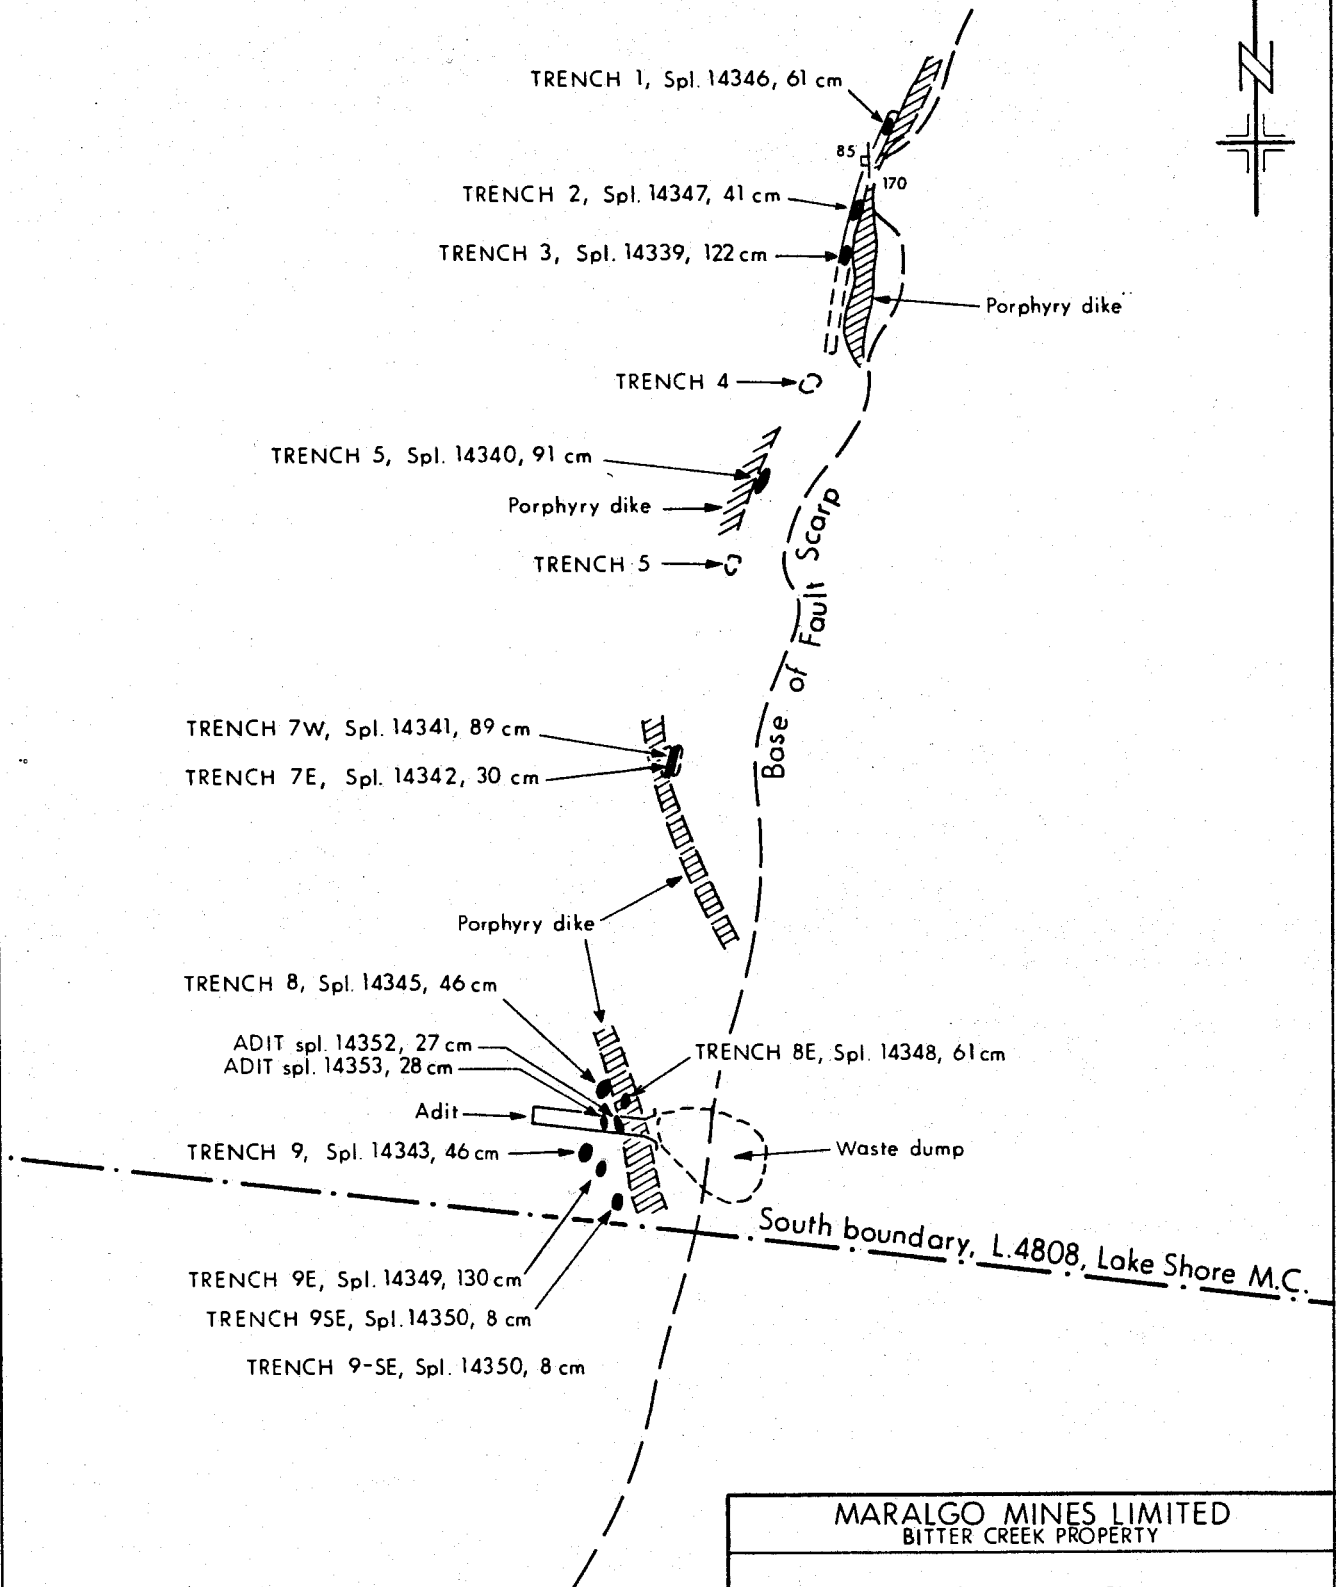 N
TRENCH 1, Spl. 14346, 61 cm
85
170
TRENCH 2, Spl. 14347, 41 cm
TRENCH 3, Spl. 14339, 122 cm
Porphyry dike
TRENCH 4
TRENCH 5, Spl. 14340, 91 cm
Porphyry dike
TRENCH 5
Base of Fault Scarp
TRENCH 7W, Spl. 14341, 89 cm
TRENCH 7E, Spl. 14342, 30 cm
Porphyry dike
TRENCH 8, Spl. 14345, 46 cm
ADIT spl. 14352, 27 cm
TRENCH 8E, Spl. 14348, 61 cm
ADIT spl. 14353, 28 cm
Adit
TRENCH 9, Spl. 14343, 46 cm
Waste dump
South boundary, L.4808, Lake Shore M.C.
TRENCH 9E, Spl. 14349, 130 cm
TRENCH 9SE, Spl. 14350, 8 cm
TRENCH 9-SE, Spl. 14350, 8 cm
MARALGO MINES LIMITED
BITTER CREEK PROPERTY